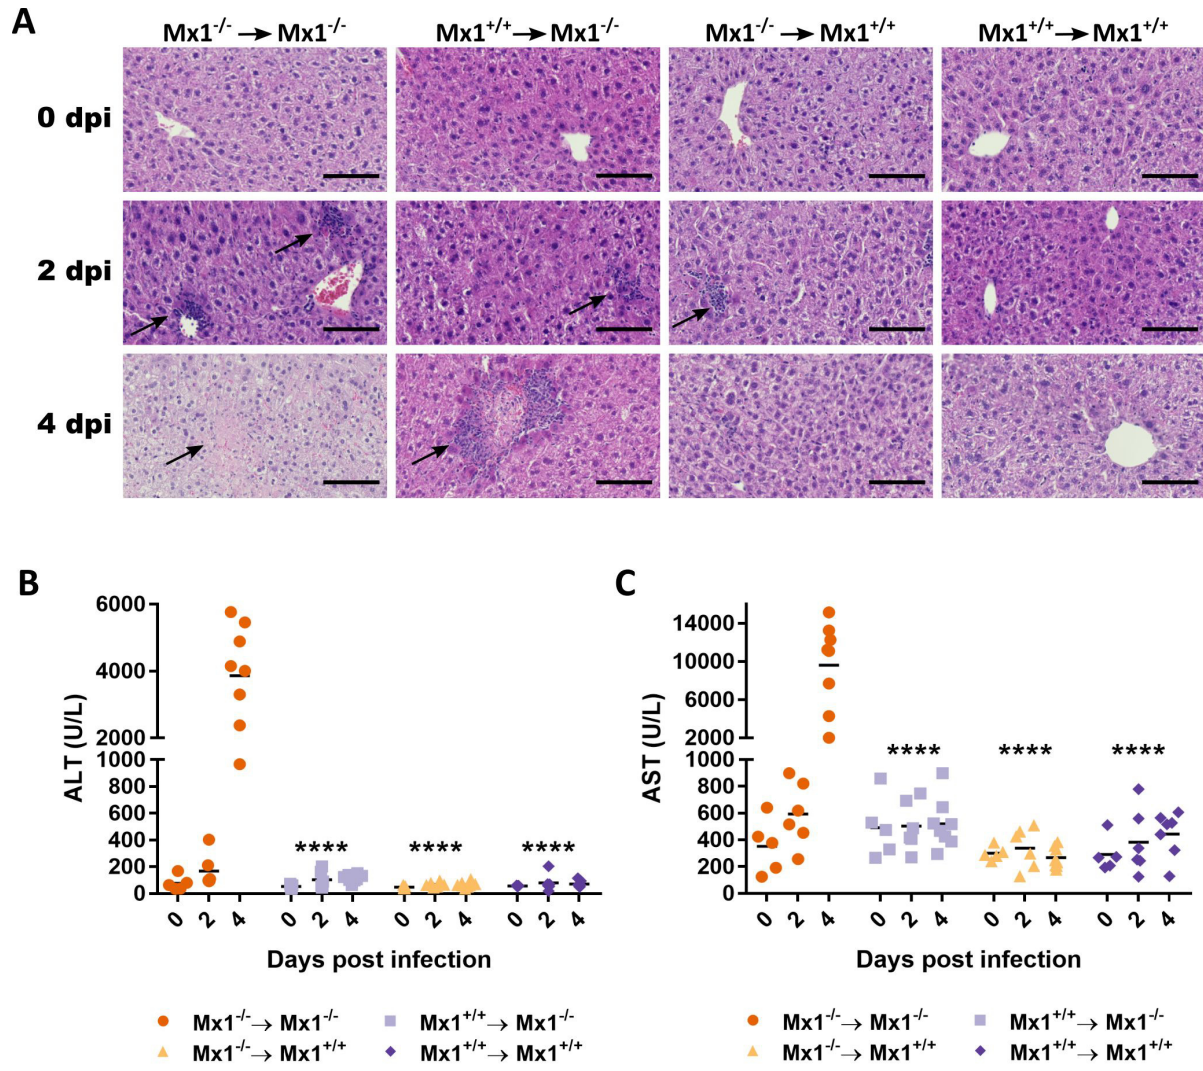 A
Mx1-/- → Mx1-/- Mx1+/+ → Mx1-/- Mx1-/- → Mx1+/+ Mx1+/+ → Mx1+/+
0 dpi
2 dpi
4 dpi
B
ALT (U/L)
6000
4000
2000
1000
800
600
400
200
0
**** **** ****
0 2 4 0 2 4 0 2 4 0 2 4
Days post infection
Mx1-/- → Mx1-/- Mx1+/+ → Mx1-/-
Mx1-/- → Mx1+/+ Mx1+/+ → Mx1+/+
C
AST (U/L)
14000
10000
6000
2000
1000
800
600
400
200
0
**** **** ****
0 2 4 0 2 4 0 2 4 0 2 4
Days post infection
Mx1-/- → Mx1-/- Mx1+/+ → Mx1-/-
Mx1-/- → Mx1+/+ Mx1+/+ → Mx1+/+